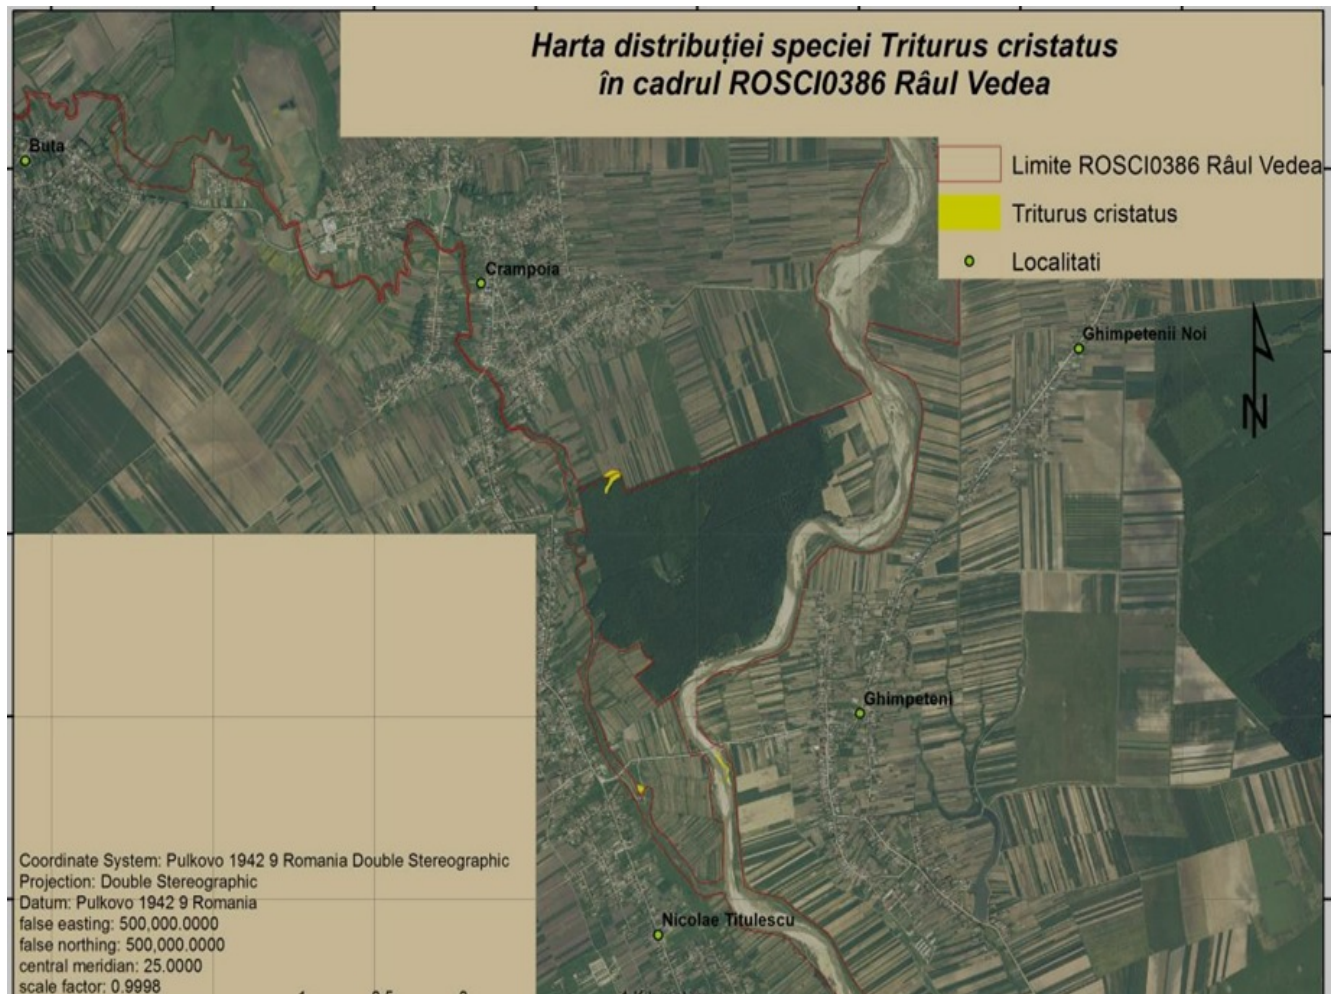 Harta distribuției speciei Triturus cristatus
în cadrul ROSCI0386 Râul Vedea
Limite ROSCI0386 Râul Vedea
Triturus cristatus
Localitati
Buta
Crampoia
Ghimpetenii Noi
N
Ghimpeteni
Nicolae Titulescu
Coordinate System: Pulkovo 1942 9 Romania Double Stereographic
Projection: Double Stereographic
Datum: Pulkovo 1942 9 Romania
false easting: 500,000.0000
false northing: 500,000.0000
central meridian: 25.0000
scale factor: 0.9998